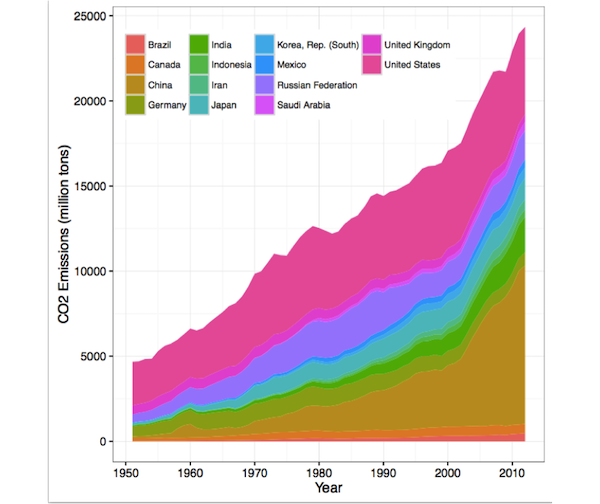 25000
20000
15000
10000
5000
0
CO2 Emissions (million tons)
Brazil India Korea, Rep. (South) United Kingdom
Canada Indonesia Mexico United States
China Iran Russian Federation
Germany Japan Saudi Arabia
1950 1960 1970 1980 1990 2000 2010
Year